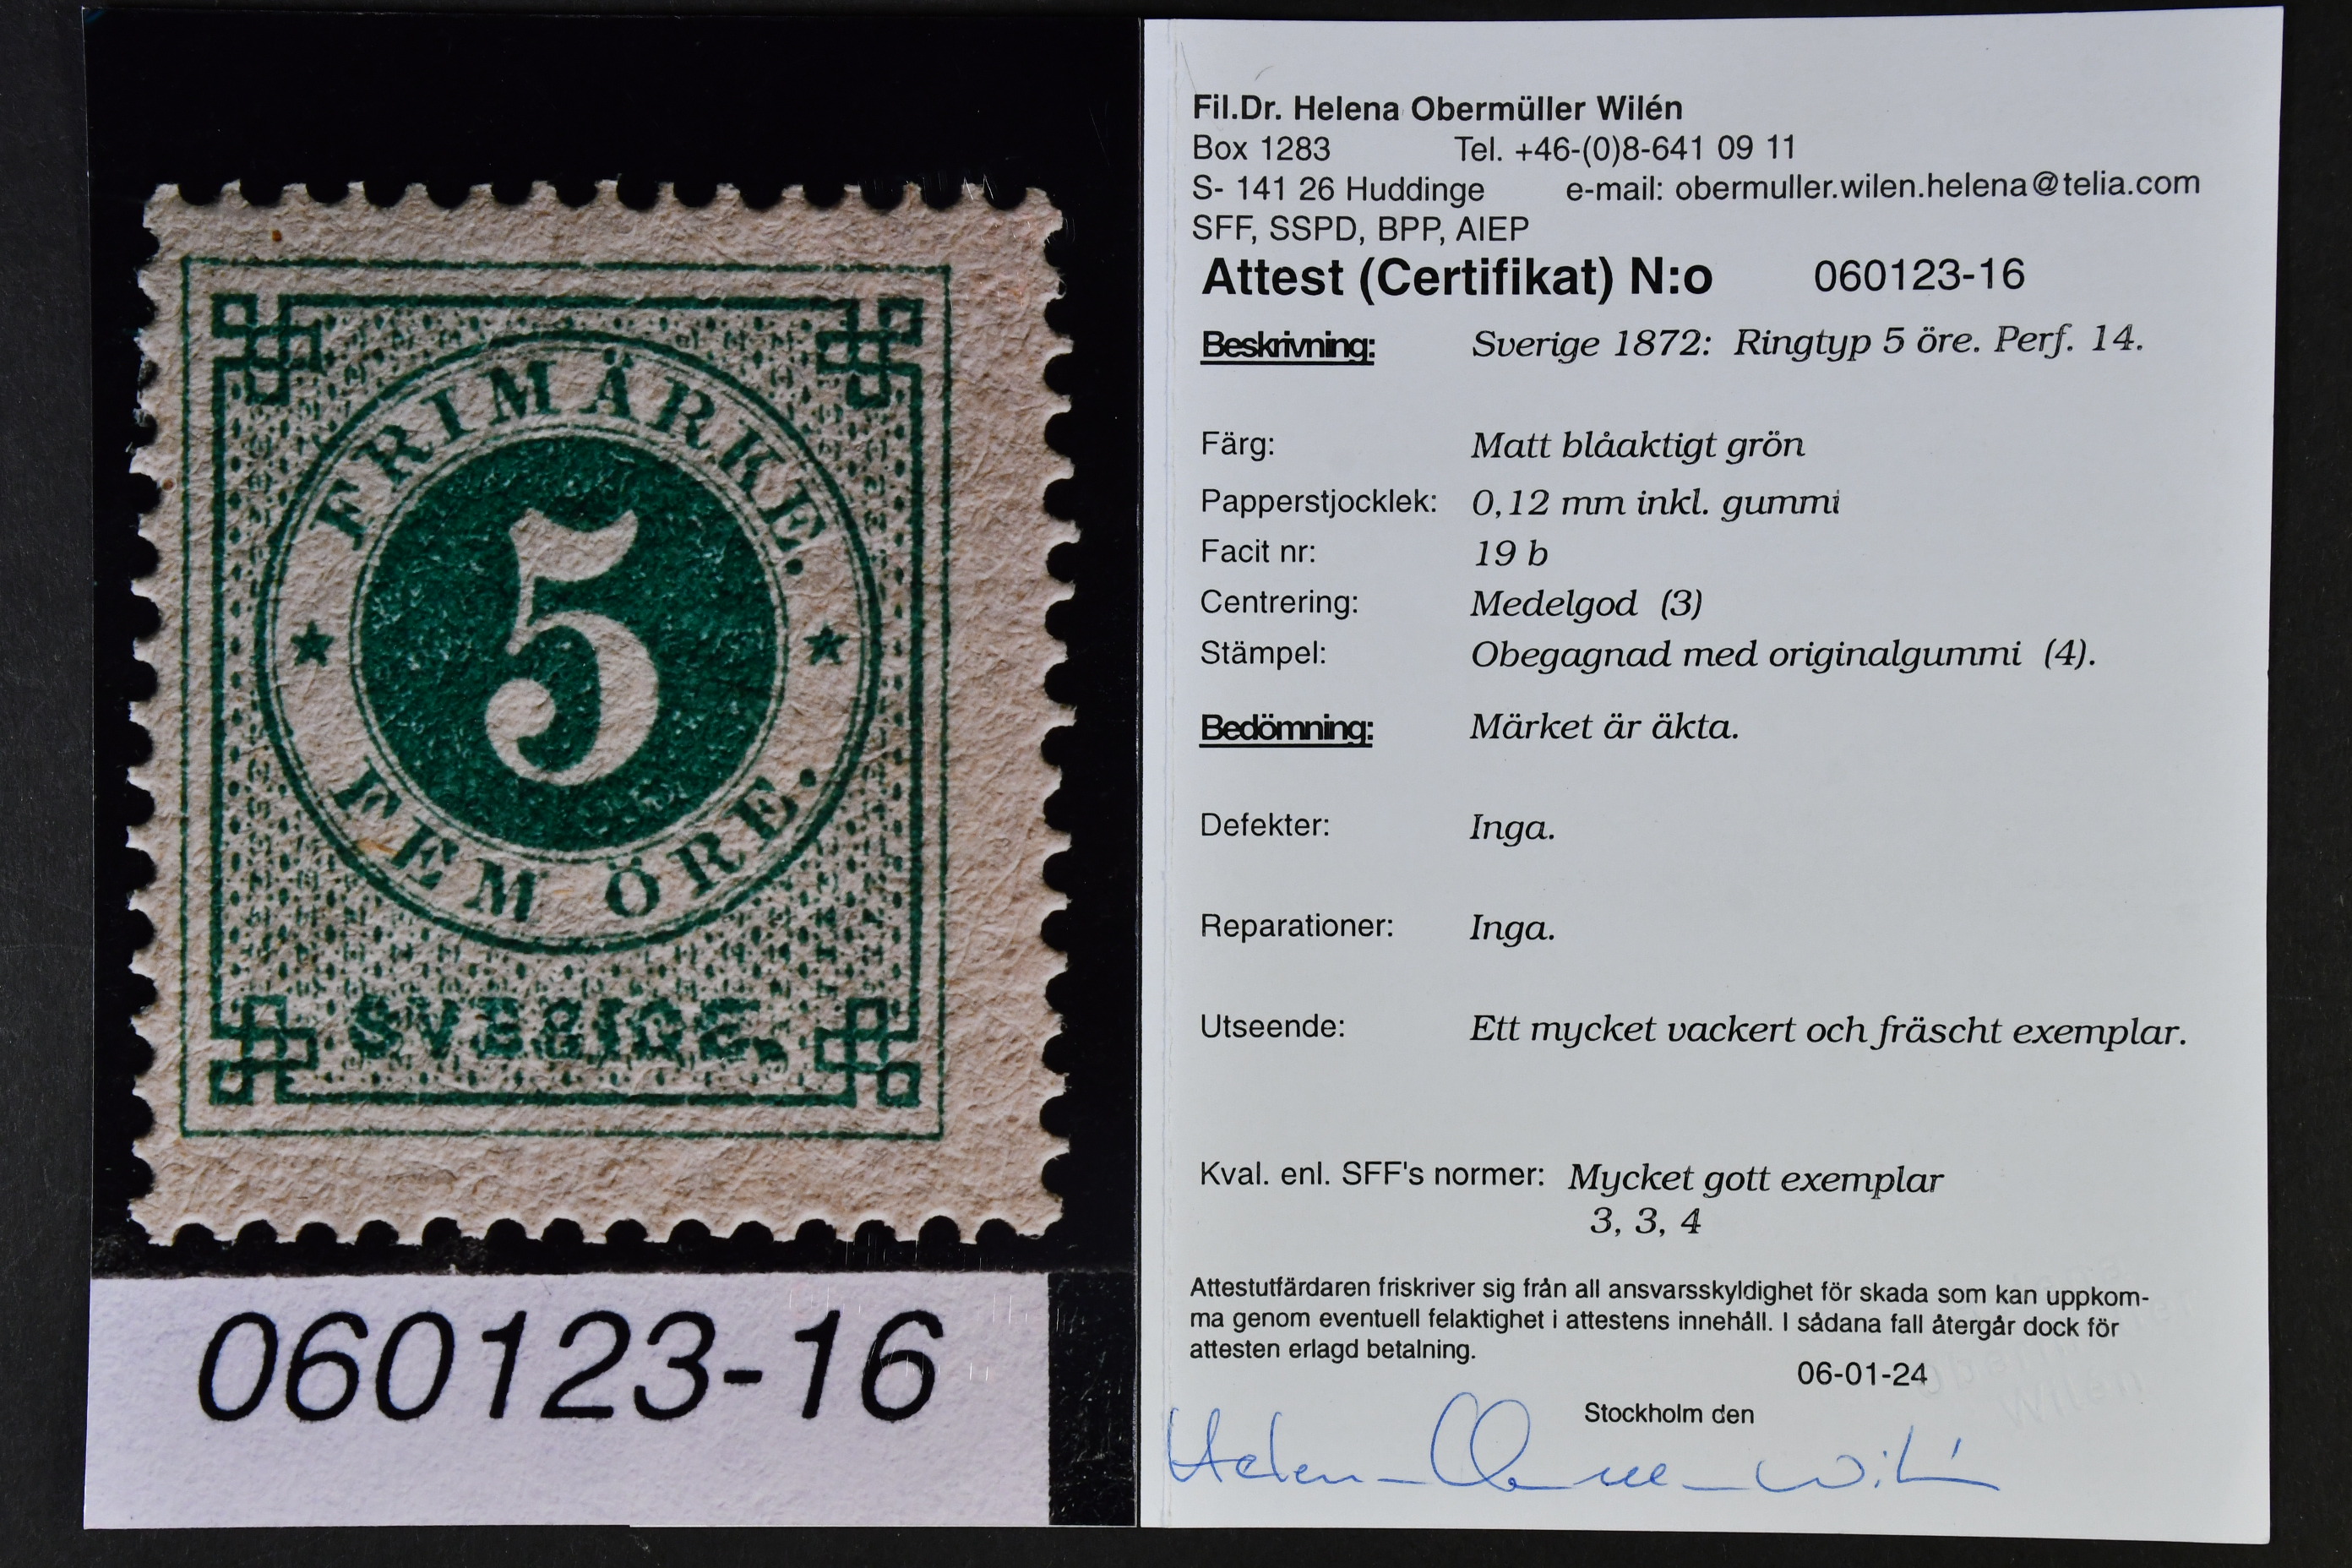 FRIMÄRKE.
5
FEM ÖRE.
SVERIGE.
060123-16
Fil.Dr. Helena Obermüller Wilén
Box 1283 Tel. +46-(0)8-641 09 11
S- 141 26 Huddinge e-mail: obermuller.wilen.helena@telia.com
SFF, SSPD, BPP, AIEP
Attest (Certifikat) N:o 060123-16
Beskrivning: Sverige 1872: Ringtyp 5 öre. Perf. 14.
Färg: Matt blåaktigt grön
Papperstjocklek: 0,12 mm inkl. gummi
Facit nr: 19 b
Centrering: Medelgod (3)
Stämpel: Obegagnad med originalgummi (4).
Bedömning: Märket är äkta.
Defekter: Inga.
Reparationer: Inga.
Utseende: Ett mycket vackert och fräscht exemplar.
Kval. enl. SFF's normer: Mycket gott exemplar
3, 3, 4
Attestutfärdaren friskriver sig från all ansvarsskyldighet för skada som kan uppkom-
ma genom eventuell felaktighet i attestens innehåll. I sådana fall återgår dock för
attesten erlagd betalning.
06-01-24
Stockholm den